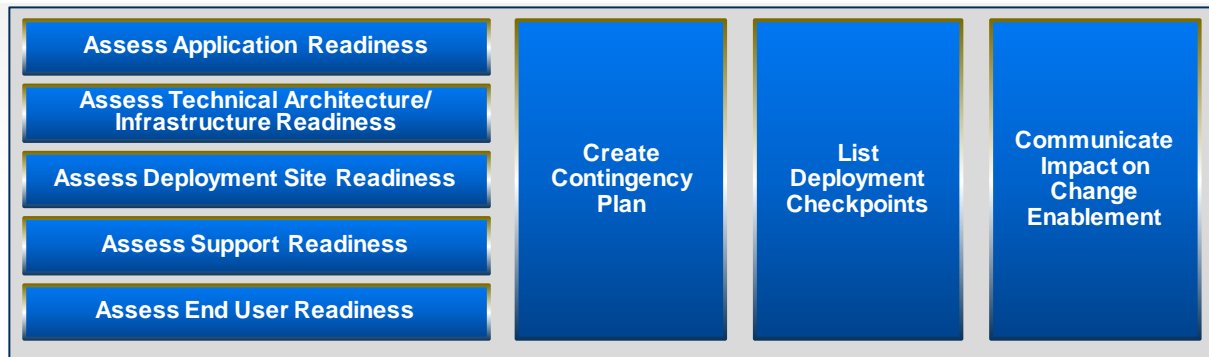 Assess Application Readiness
Assess Technical Architecture/
Infrastructure Readiness
Assess Deployment Site Readiness
Assess Support Readiness
Assess End User Readiness
Create
Contingency
Plan
List
Deployment
Checkpoints
Communicate
Impact on
Change
Enablement